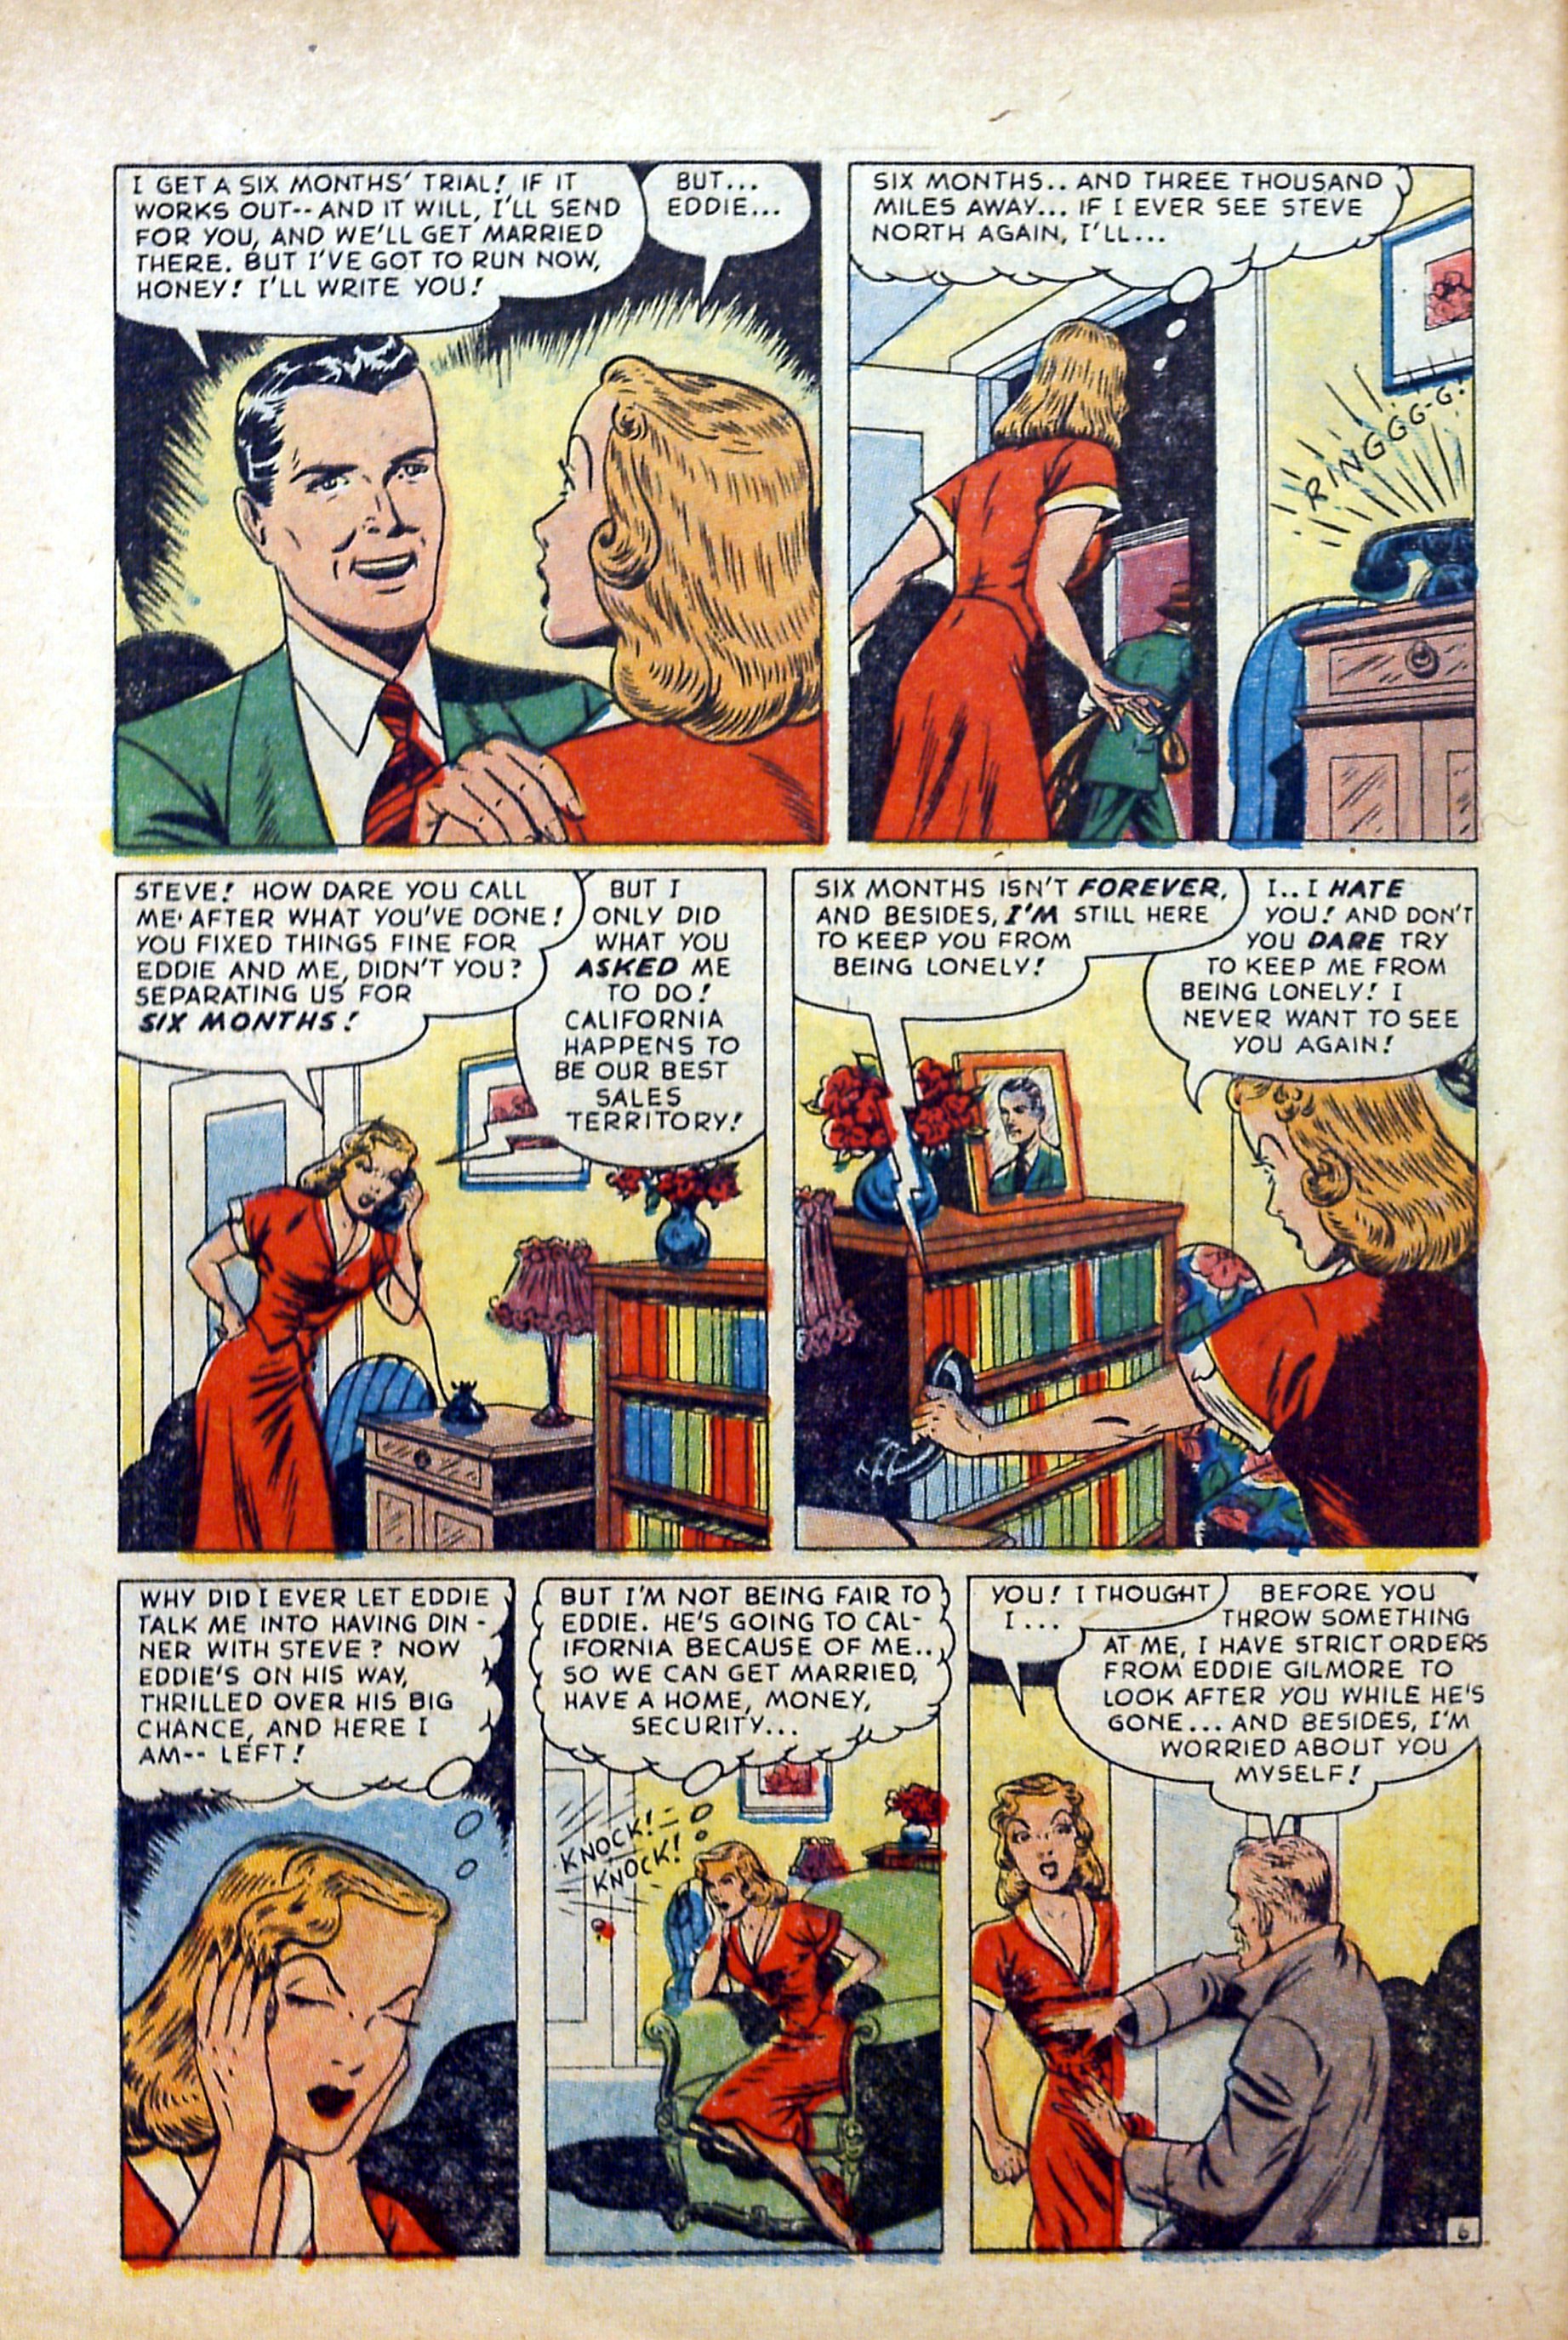 I GET A SIX MONTHS' TRIAL! IF IT
WORKS OUT-- AND IT WILL, I'LL SEND
FOR YOU, AND WE'LL GET MARRIED
THERE. BUT I'VE GOT TO RUN NOW,
HONEY! I'LL WRITE YOU!
BUT...
EDDIE...
SIX MONTHS.. AND THREE THOUSAND
MILES AWAY... IF I EVER SEE STEVE
NORTH AGAIN, I'LL...
RINGGG-G!
STEVE! HOW DARE YOU CALL
ME AFTER WHAT YOU'VE DONE!
YOU FIXED THINGS FINE FOR
EDDIE AND ME, DIDN'T YOU?
SEPARATING US FOR
SIX MONTHS!
BUT I
ONLY DID
WHAT YOU
ASKED ME
TO DO!
CALIFORNIA
HAPPENS TO
BE OUR BEST
SALES
TERRITORY!
SIX MONTHS ISN'T FOREVER,
AND BESIDES, I'M STILL HERE
TO KEEP YOU FROM
BEING LONELY!
I.. I HATE
YOU! AND DON'T
YOU DARE TRY
TO KEEP ME FROM
BEING LONELY! I
NEVER WANT TO SEE
YOU AGAIN!
WHY DID I EVER LET EDDIE
TALK ME INTO HAVING DIN-
NER WITH STEVE? NOW
EDDIE'S ON HIS WAY,
THRILLED OVER HIS BIG
CHANCE, AND HERE I
AM-- LEFT!
BUT I'M NOT BEING FAIR TO
EDDIE. HE'S GOING TO CAL-
IFORNIA BECAUSE OF ME..
SO WE CAN GET MARRIED,
HAVE A HOME, MONEY,
SECURITY...
KNOCK!
KNOCK!
YOU! I THOUGHT
I...
BEFORE YOU
THROW SOMETHING
AT ME, I HAVE STRICT ORDERS
FROM EDDIE GILMORE TO
LOOK AFTER YOU WHILE HE'S
GONE... AND BESIDES, I'M
WORRIED ABOUT YOU
MYSELF!
6